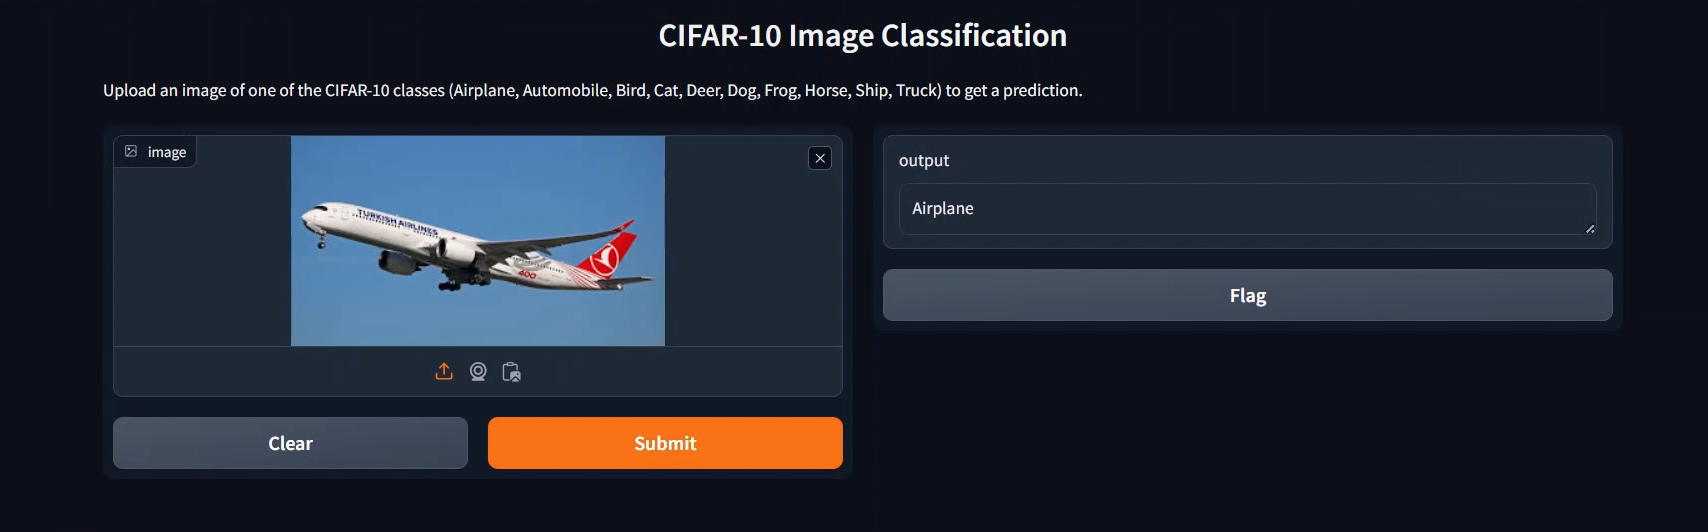 CIFAR-10 Image Classification
Upload an image of one of the CIFAR-10 classes (Airplane, Automobile, Bird, Cat, Deer, Dog, Frog, Horse, Ship, Truck) to get a prediction.
image
TURKISH AIRLINES
400
Clear
Submit
output
Airplane
Flag